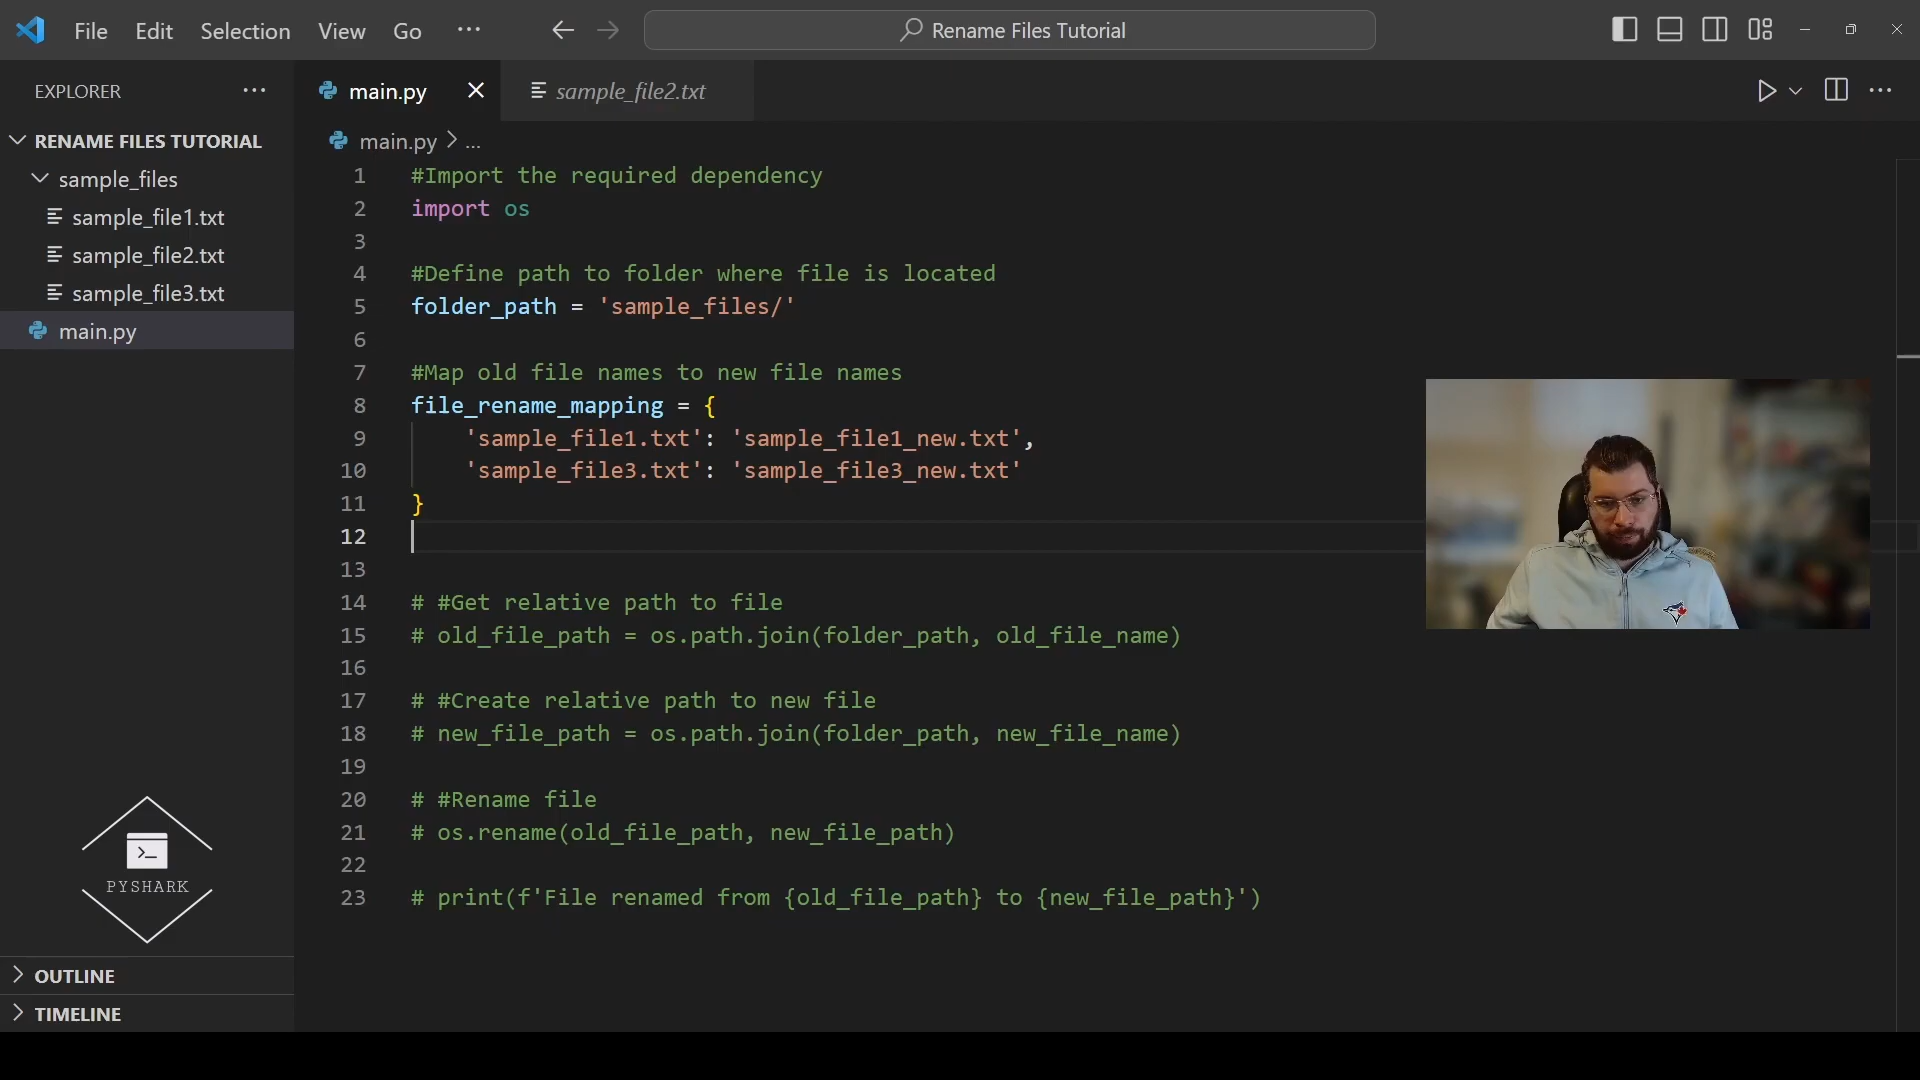 File Edit Selection View Go ··· Rename Files Tutorial
EXPLORER ···
main.py
sample_file2.txt
RENAME FILES TUTORIAL
sample_files
sample_file1.txt
sample_file2.txt
sample_file3.txt
main.py
main.py > ...
1 #Import the required dependency
2 import os
3
4 #Define path to folder where file is located
5 folder_path = 'sample_files/'
6
7 #Map old file names to new file names
8 file_rename_mapping = {
9 'sample_file1.txt': 'sample_file1_new.txt',
10 'sample_file3.txt': 'sample_file3_new.txt'
11 }
12
13
14 # #Get relative path to file
15 # old_file_path = os.path.join(folder_path, old_file_name)
16
17 # #Create relative path to new file
18 # new_file_path = os.path.join(folder_path, new_file_name)
19
20 # #Rename file
21 # os.rename(old_file_path, new_file_path)
22
23 # print(f'File renamed from {old_file_path} to {new_file_path}')
PYSHARK
OUTLINE
TIMELINE